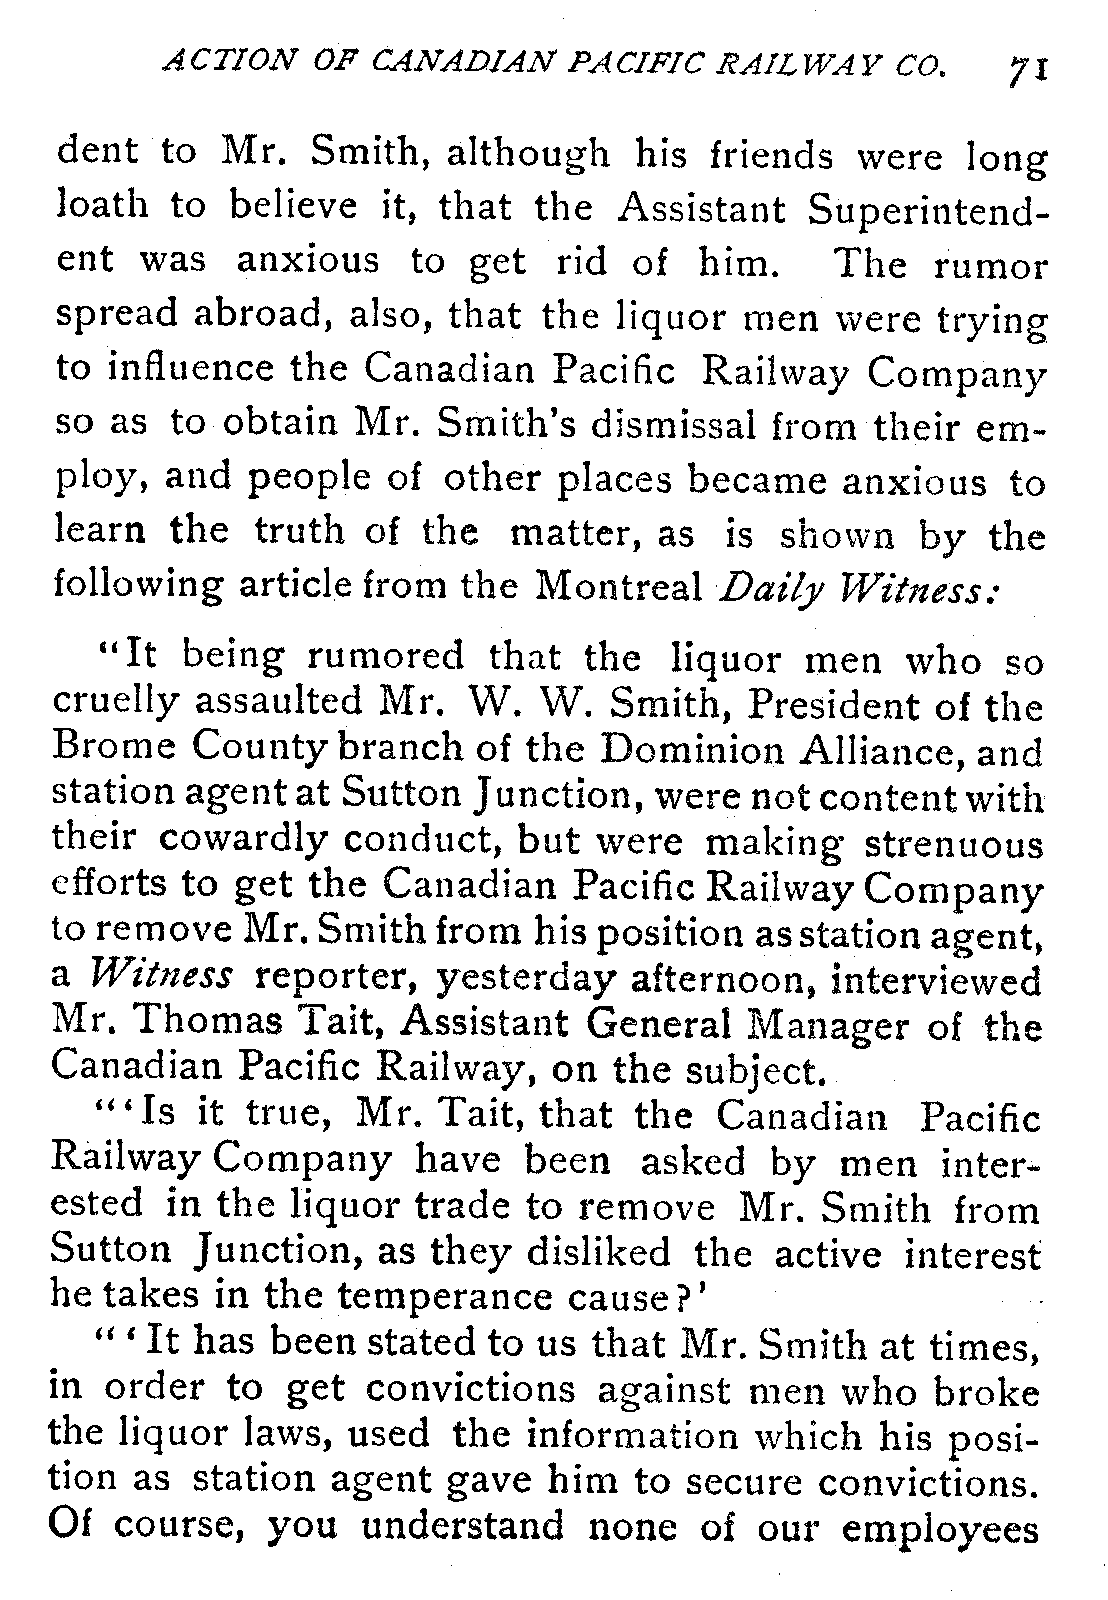 ACTION OF CANADIAN PACIFIC RAILWAY CO. 71
dent to Mr. Smith, although his friends were long
loath to believe it, that the Assistant Superintend-
ent was anxious to get rid of him. The rumor
spread abroad, also, that the liquor men were trying
to influence the Canadian Pacific Railway Company
so as to obtain Mr. Smith's dismissal from their em-
ploy, and people of other places became anxious to
learn the truth of the matter, as is shown by the
following article from the Montreal Daily Witness:
"It being rumored that the liquor men who so
cruelly assaulted Mr. W. W. Smith, President of the
Brome County branch of the Dominion Alliance, and
station agent at Sutton Junction, were not content with
their cowardly conduct, but were making strenuous
efforts to get the Canadian Pacific Railway Company
to remove Mr. Smith from his position as station agent,
a Witness reporter, yesterday afternoon, interviewed
Mr. Thomas Tait, Assistant General Manager of the
Canadian Pacific Railway, on the subject.
"'Is it true, Mr. Tait, that the Canadian Pacific
Railway Company have been asked by men inter-
ested in the liquor trade to remove Mr. Smith from
Sutton Junction, as they disliked the active interest
he takes in the temperance cause?'
"'It has been stated to us that Mr. Smith at times,
in order to get convictions against men who broke
the liquor laws, used the information which his posi-
tion as station agent gave him to secure convictions.
Of course, you understand none of our employees